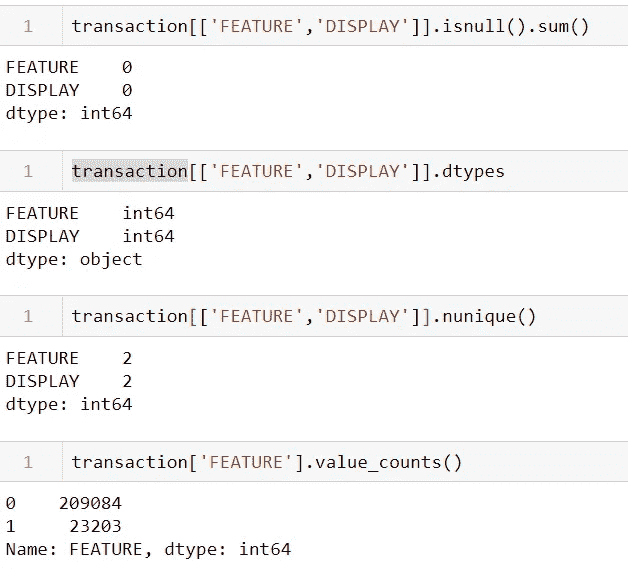 1 transaction[['FEATURE','DISPLAY']].isnull().sum()
FEATURE 0
DISPLAY 0
dtype: int64
1 transaction[['FEATURE','DISPLAY']].dtypes
FEATURE int64
DISPLAY int64
dtype: object
1 transaction[['FEATURE','DISPLAY']].nunique()
FEATURE 2
DISPLAY 2
dtype: int64
1 transaction['FEATURE'].value_counts()
0 209084
1 23203
Name: FEATURE, dtype: int64